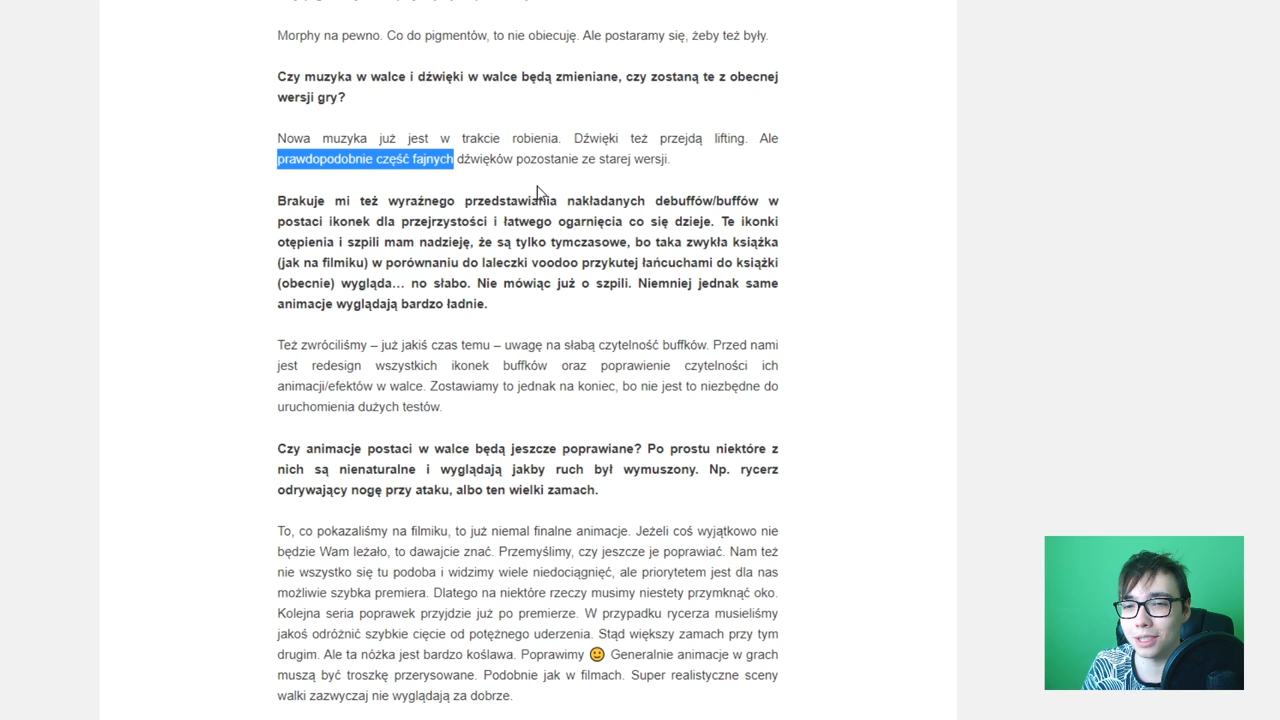 Morphy na pewno. Co do pigmentów, to nie obiecuję. Ale postaramy się, żeby też były.
Czy muzyka w walce i dźwięki w walce będą zmieniane, czy zostaną te z obecnej
wersji gry?
Nowa muzyka już jest w trakcie robienia. Dźwięki też przejdą lifting. Ale
prawdopodobnie część fajnych dźwięków pozostanie ze starej wersji.
Brakuje mi też wyraźnego przedstawiania nakładanych debuffów/buffów w
postaci ikonek dla przejrzystości i łatwego ogarnięcia co się dzieje. Te ikonki
otępienia i szpili mam nadzieję, że są tylko tymczasowe, bo taka zwykła książka
(jak na filmiku) w porównaniu do laleczki voodoo przykutej łańcuchami do książki
(obecnie) wygląda… no słabo. Nie mówiąc już o szpili. Niemniej jednak same
animacje wyglądają bardzo ładnie.
Też zwróciliśmy – już jakiś czas temu – uwagę na słabą czytelność buffków. Przed nami
jest redesign wszystkich ikonek buffków oraz poprawienie czytelności ich
animacji/efektów w walce. Zostawiamy to jednak na koniec, bo nie jest to niezbędne do
uruchomienia dużych testów.
Czy animacje postaci w walce będą jeszcze poprawiane? Po prostu niektóre z
nich są nienaturalne i wyglądają jakby ruch był wymuszony. Np. rycerz
odrywający nogę przy ataku, albo ten wielki zamach.
To, co pokazaliśmy na filmiku, to już niemal finalne animacje. Jeżeli coś wyjątkowo nie
będzie Wam leżało, to dawajcie znać. Przemyślimy, czy jeszcze je poprawiać. Nam też
nie wszystko się tu podoba i widzimy wiele niedociągnięć, ale priorytetem jest dla nas
możliwie szybka premiera. Dlatego na niektóre rzeczy musimy niestety przymknąć oko.
Kolejna seria poprawek przyjdzie już po premierze. W przypadku rycerza musieliśmy
jakoś odróżnić szybkie cięcie od potężnego uderzenia. Stąd większy zamach przy tym
drugim. Ale ta nóżka jest bardzo koślawa. Poprawimy 🙂 Generalnie animacje w grach
muszą być troszkę przerysowane. Podobnie jak w filmach. Super realistyczne sceny
walki zazwyczaj nie wyglądają za dobrze.